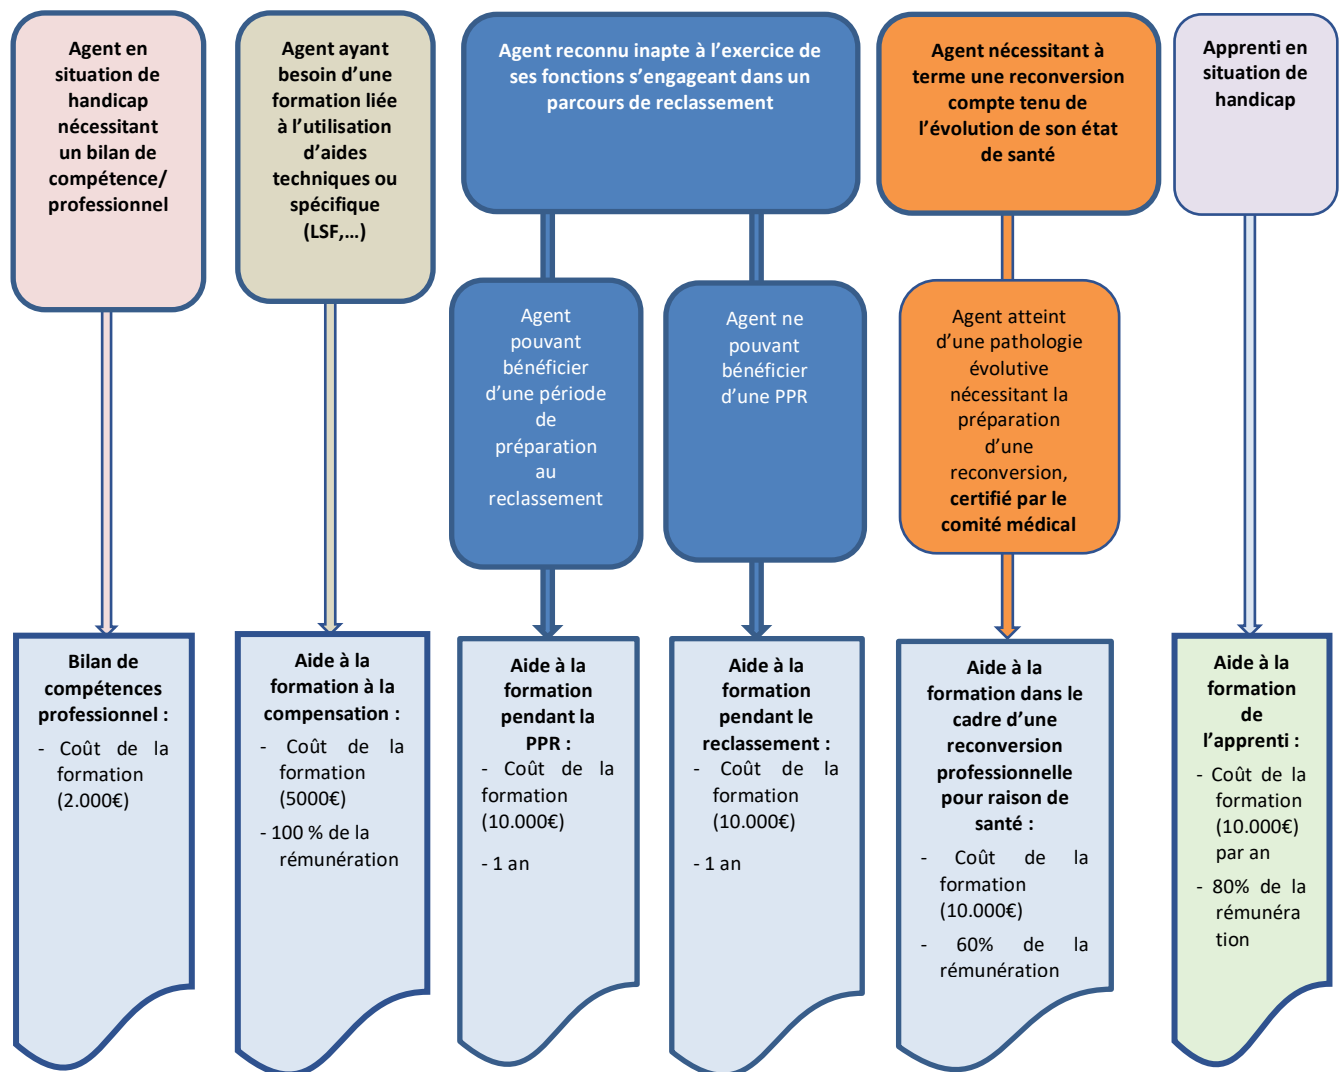 Agent en
situation de
handicap
nécessitant
un bilan de
compétence/
professionnel
Agent ayant
besoin d’une
formation liée
à l’utilisation
d’aides
techniques ou
spécifique
(LSF,…)
Agent reconnu inapte à l’exercice de
ses fonctions s’engageant dans un
parcours de reclassement
Agent nécessitant à
terme une reconversion
compte tenu de
l’évolution de son état
de santé
Apprenti en
situation de
handicap
Agent
pouvant
bénéficier
d’une période
de
préparation
au
reclassement
Agent ne
pouvant
bénéficier
d’une PPR
Agent atteint
d’une pathologie
évolutive
nécessitant la
préparation
d’une
reconversion,
certifié par le
comité médical
Bilan de
compétences
professionnel :
- Coût de la
formation
(2.000€)
Aide à la
formation à la
compensation :
- Coût de la
formation
(5000€)
- 100 % de la
rémunération
Aide à la
formation
pendant la
PPR :
- Coût de la
formation
(10.000€)
- 1 an
Aide à la
formation
pendant le
reclassement :
- Coût de la
formation
(10.000€)
- 1 an
Aide à la
formation dans le
cadre d’une
reconversion
professionnelle
pour raison de
santé :
- Coût de la
formation
(10.000€)
- 60% de la
rémunération
Aide à la
formation
de
l’apprenti :
- Coût de la
formation
(10.000€)
par an
- 80% de la
rémunéra
tion